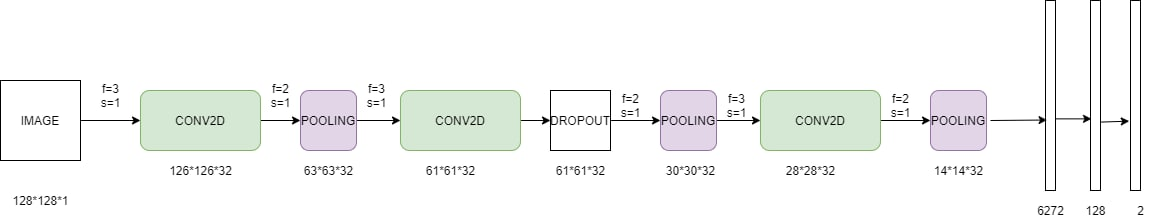 f=3
s=1
f=2
s=1
f=3
s=1
f=2
s=1
f=3
s=1
f=2
s=1
IMAGE
CONV2D
POOLING
CONV2D
DROPOUT
POOLING
CONV2D
POOLING
128*128*1
126*126*32
63*63*32
61*61*32
61*61*32
30*30*32
28*28*32
14*14*32
6272
128
2